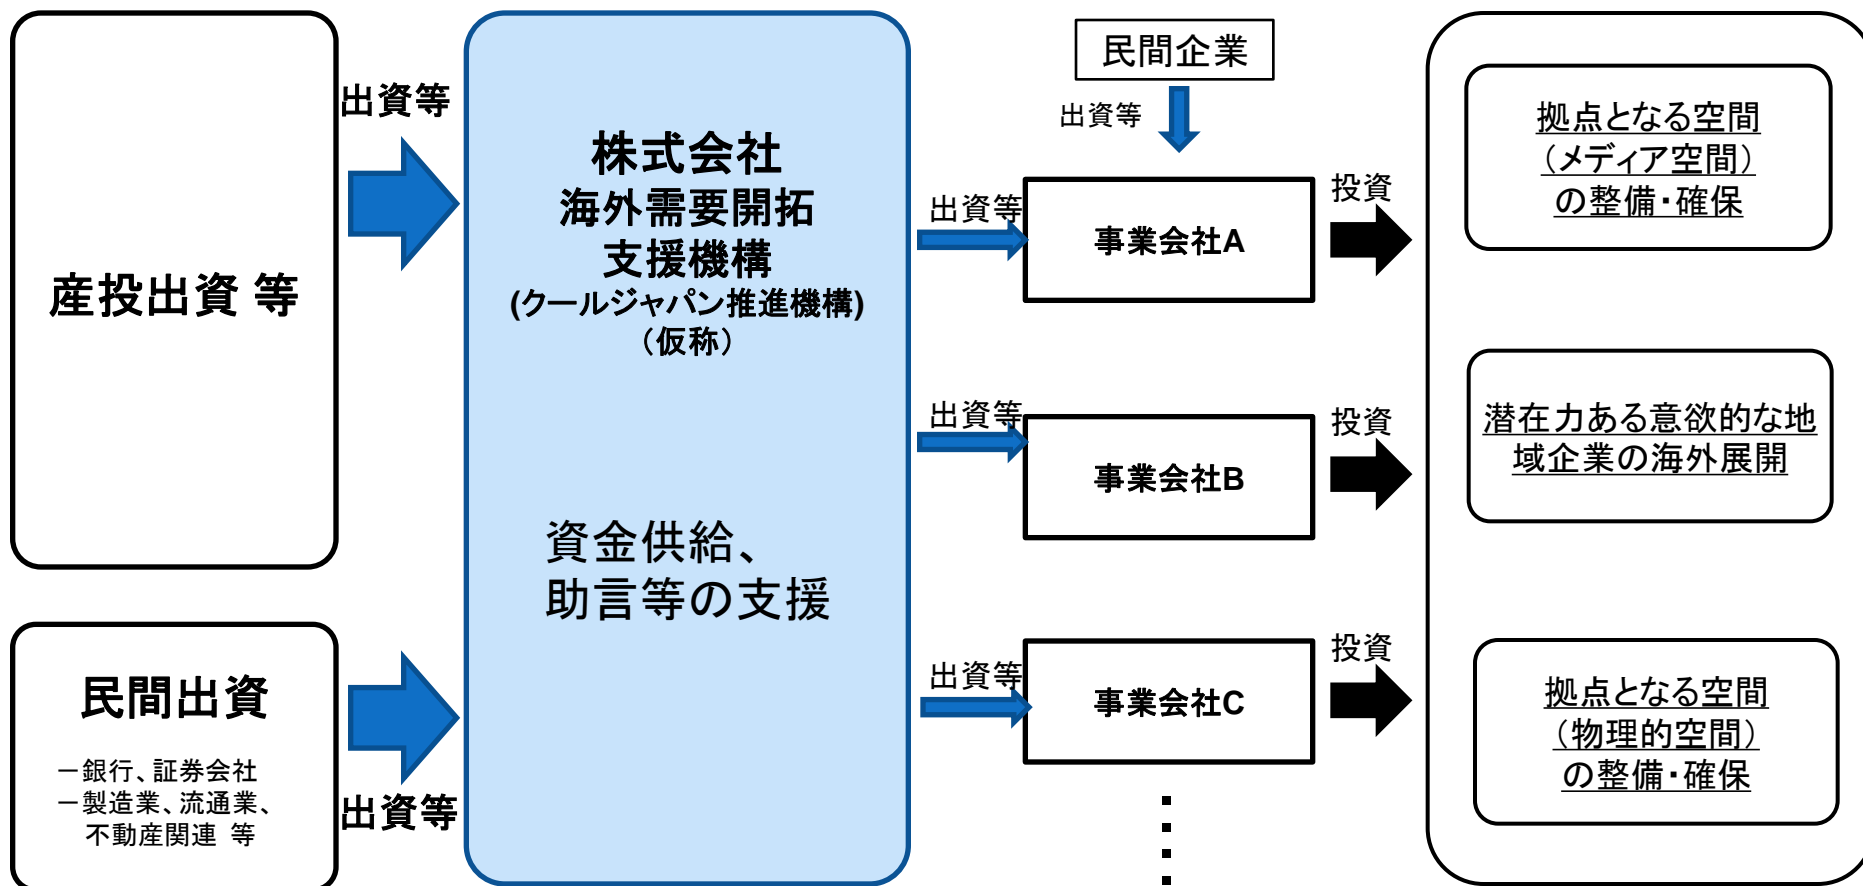 産投出資 等
出資等
民間出資
－銀行、証券会社
－製造業、流通業、
不動産関連 等
出資等
株式会社
海外需要開拓
支援機構
(クールジャパン推進機構)
（仮称）
資金供給、
助言等の支援
民間企業
出資等
出資等
事業会社A
投資
出資等
事業会社B
投資
出資等
事業会社C
投資
拠点となる空間
（メディア空間）
の整備・確保
潜在力ある意欲的な地
域企業の海外展開
拠点となる空間
（物理的空間）
の整備・確保